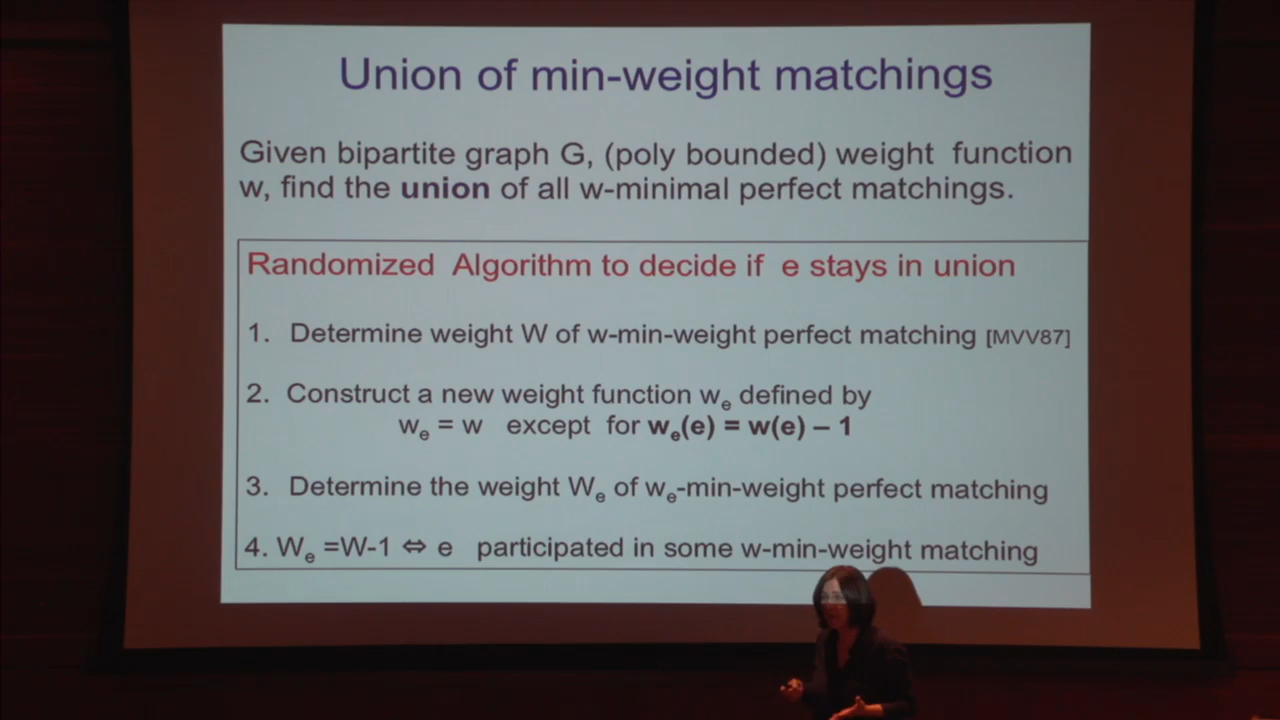 Union of min-weight matchings
Given bipartite graph G, (poly bounded) weight function
w, find the union of all w-minimal perfect matchings.
Randomized Algorithm to decide if e stays in union
1. Determine weight W of w-min-weight perfect matching [MVV87]
2. Construct a new weight function wₑ defined by
wₑ = w except for wₑ(e) = w(e) – 1
3. Determine the weight Wₑ of wₑ-min-weight perfect matching
4. Wₑ =W-1 ⇔ e participated in some w-min-weight matching